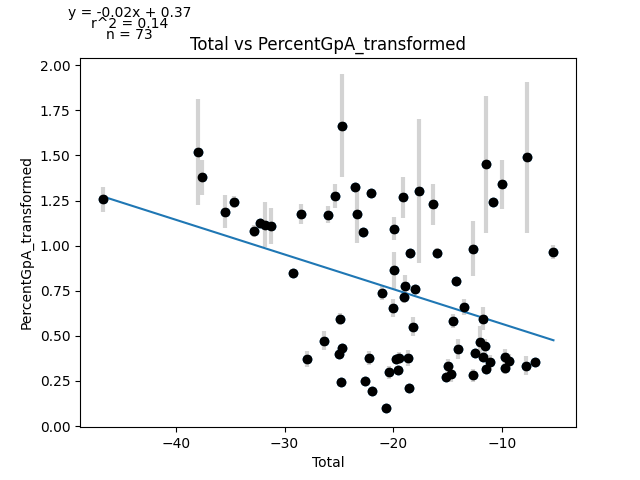 y = -0.02x + 0.37
r^2 = 0.14
n = 73
Total vs PercentGpA_transformed
2.00
1.75
1.50
1.25
1.00
0.75
0.50
0.25
0.00
PercentGpA_transformed
−40
−30
−20
−10
Total